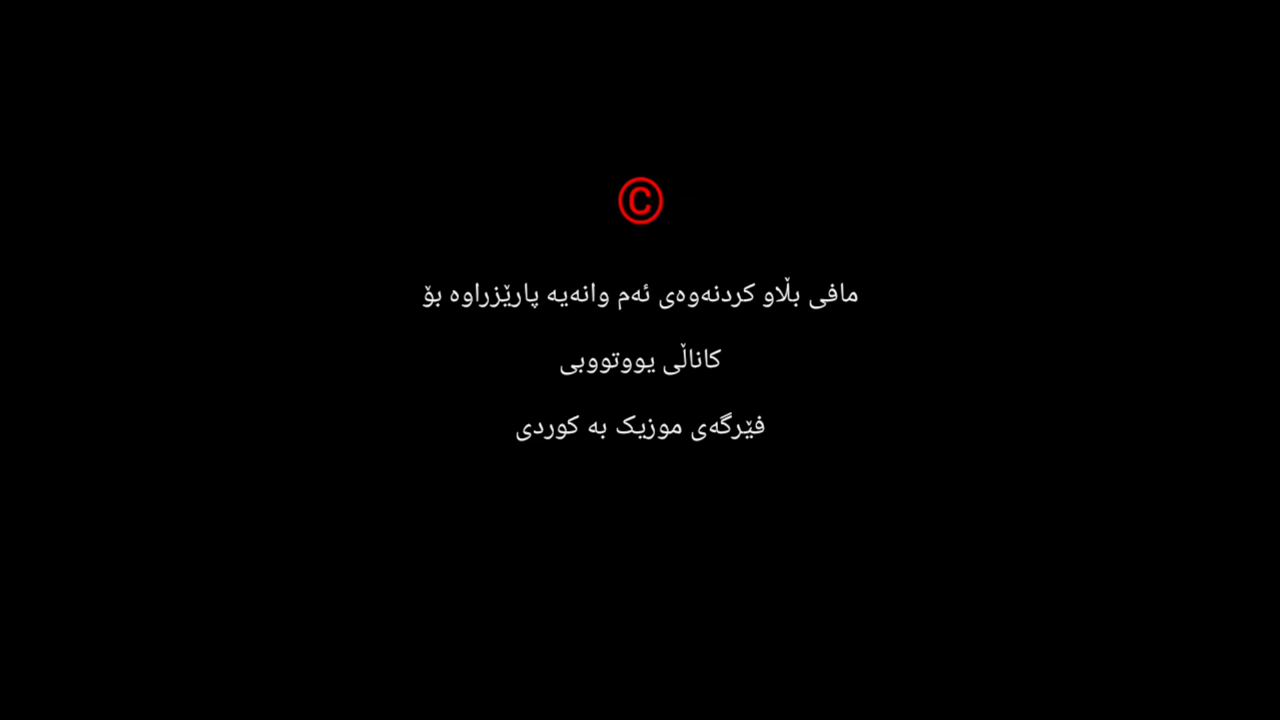 ©
مافی بڵاو کردنەوەی ئەم وانەیە پارێزراوە بۆ
کاناڵی یووتووبی
فێرگەی موزیک بە کوردی